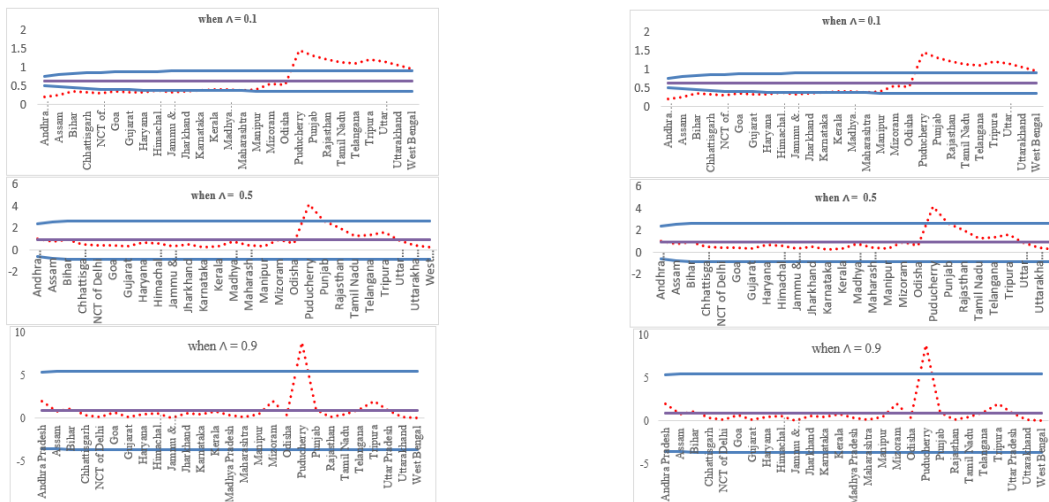 when Λ = 0.1
2
1.5
1
0.5
0
Andhra...
Assam
Bihar
Chhattisgarh
NCT of...
Goa
Gujarat
Haryana
Himachal...
Jammu &...
Jharkhand
Karnataka
Kerala
Madhya...
Maharashtra
Manipur
Mizoram
Odisha
Puducherry
Punjab
Rajasthan
Tamil Nadu
Telangana
Tripura
Uttar...
Uttarakhand
West Bengal
when Λ = 0.5
6
4
2
0
-2
Andhra...
Assam
Bihar
Chhattisga...
NCT of Delhi
Goa
Gujarat
Haryana
Himachal...
Jammu &...
Jharkhand
Karnataka
Kerala
Madhya...
Maharash...
Manipur
Mizoram
Odisha
Puducherry
Punjab
Rajasthan
Tamil Nadu
Telangana
Tripura
Uttar...
Uttarakha...
West...
when Λ = 0.9
10
5
0
-5
Andhra Pradesh
Assam
Bihar
Chhattisgarh
NCT of Delhi
Goa
Gujarat
Haryana
Himachal...
Jammu &...
Jharkhand
Karnataka
Kerala
Madhya Pradesh
Maharashtra
Manipur
Mizoram
Odisha
Puducherry
Punjab
Rajasthan
Tamil Nadu
Telangana
Tripura
Uttar Pradesh
Uttarakhand
West Bengal
when Λ = 0.1
2
1.5
1
0.5
0
Andhra...
Assam
Bihar
Chhattisgarh
NCT of...
Goa
Gujarat
Haryana
Himachal...
Jammu &...
Jharkhand
Karnataka
Kerala
Madhya...
Maharashtra
Manipur
Mizoram
Odisha
Puducherry
Punjab
Rajasthan
Tamil Nadu
Telangana
Tripura
Uttar...
Uttarakhand
West Bengal
when Λ = 0.5
6
4
2
0
-2
Andhra...
Assam
Bihar
Chhattisga...
NCT of Delhi
Goa
Gujarat
Haryana
Himachal...
Jammu &...
Jharkhand
Karnataka
Kerala
Madhya...
Maharash...
Manipur
Mizoram
Odisha
Puducherry
Punjab
Rajasthan
Tamil Nadu
Telangana
Tripura
Uttar...
Uttarakha...
West...
when Λ = 0.9
10
5
0
-5
Andhra Pradesh
Assam
Bihar
Chhattisgarh
NCT of Delhi
Goa
Gujarat
Haryana
Himachal...
Jammu &...
Jharkhand
Karnataka
Kerala
Madhya Pradesh
Maharashtra
Manipur
Mizoram
Odisha
Puducherry
Punjab
Rajasthan
Tamil Nadu
Telangana
Tripura
Uttar Pradesh
Uttarakhand
West Bengal